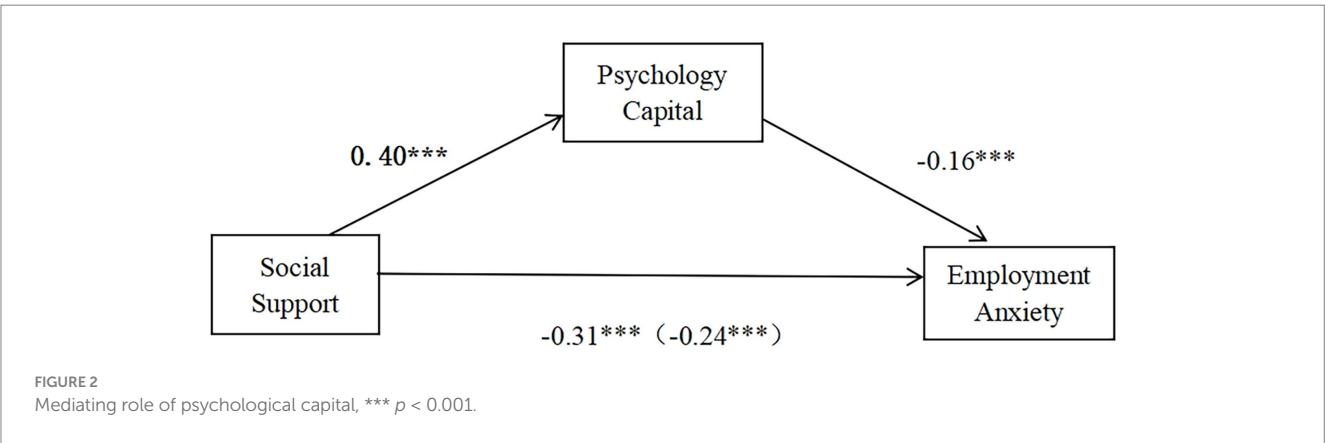 Psychology
Capital
0. 40***
-0.16***
Social
Support
Employment
Anxiety
-0.31***（-0.24***）
FIGURE 2
Mediating role of psychological capital, *** p < 0.001.